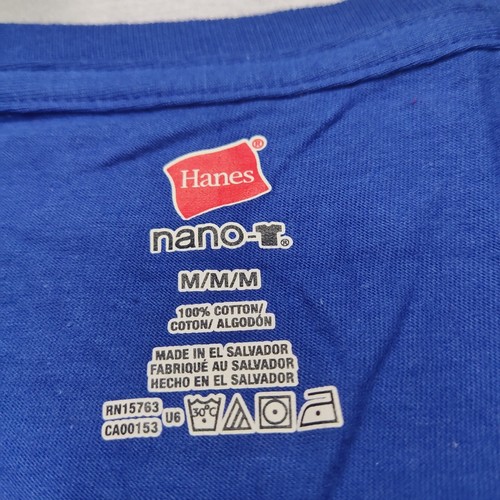 Hanes®
nano-T®
M/M/M
100% COTTON/
COTON/ ALGODÓN
MADE IN EL SALVADOR
FABRIQUÉ AU SALVADOR
HECHO EN EL SALVADOR
RN15763
CA00153
U6
30°C